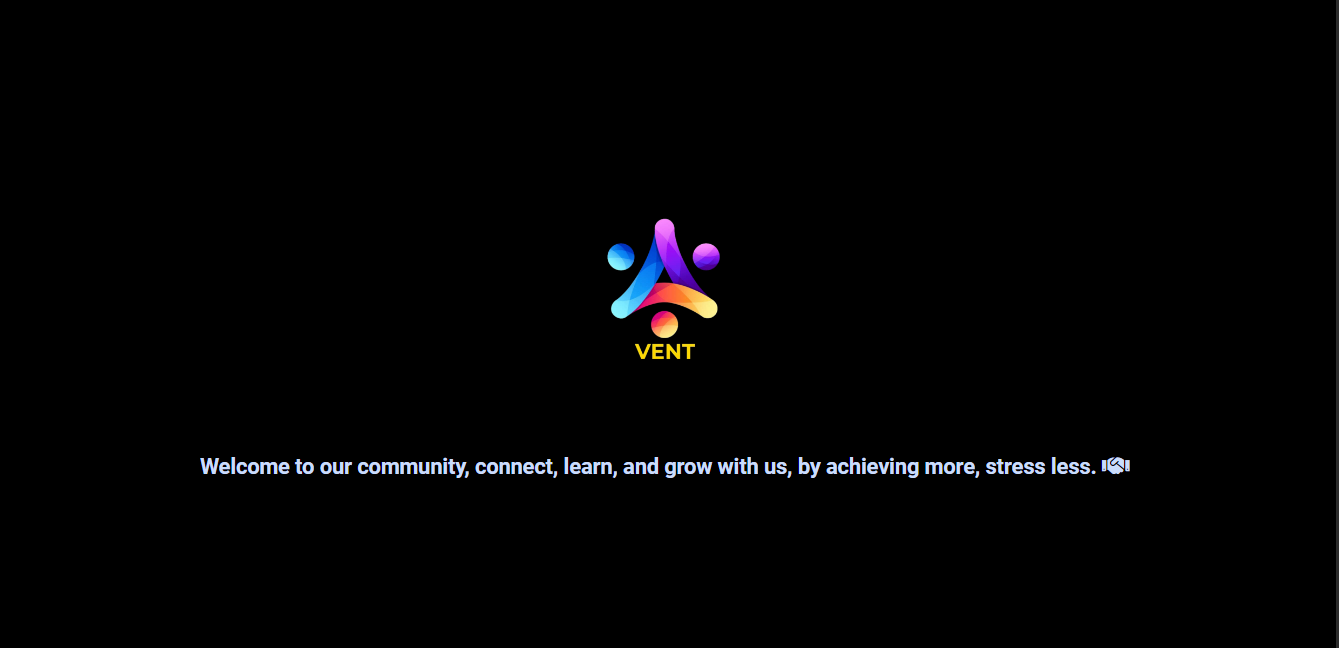 VENT
Welcome to our community, connect, learn, and grow with us, by achieving more, stress less.